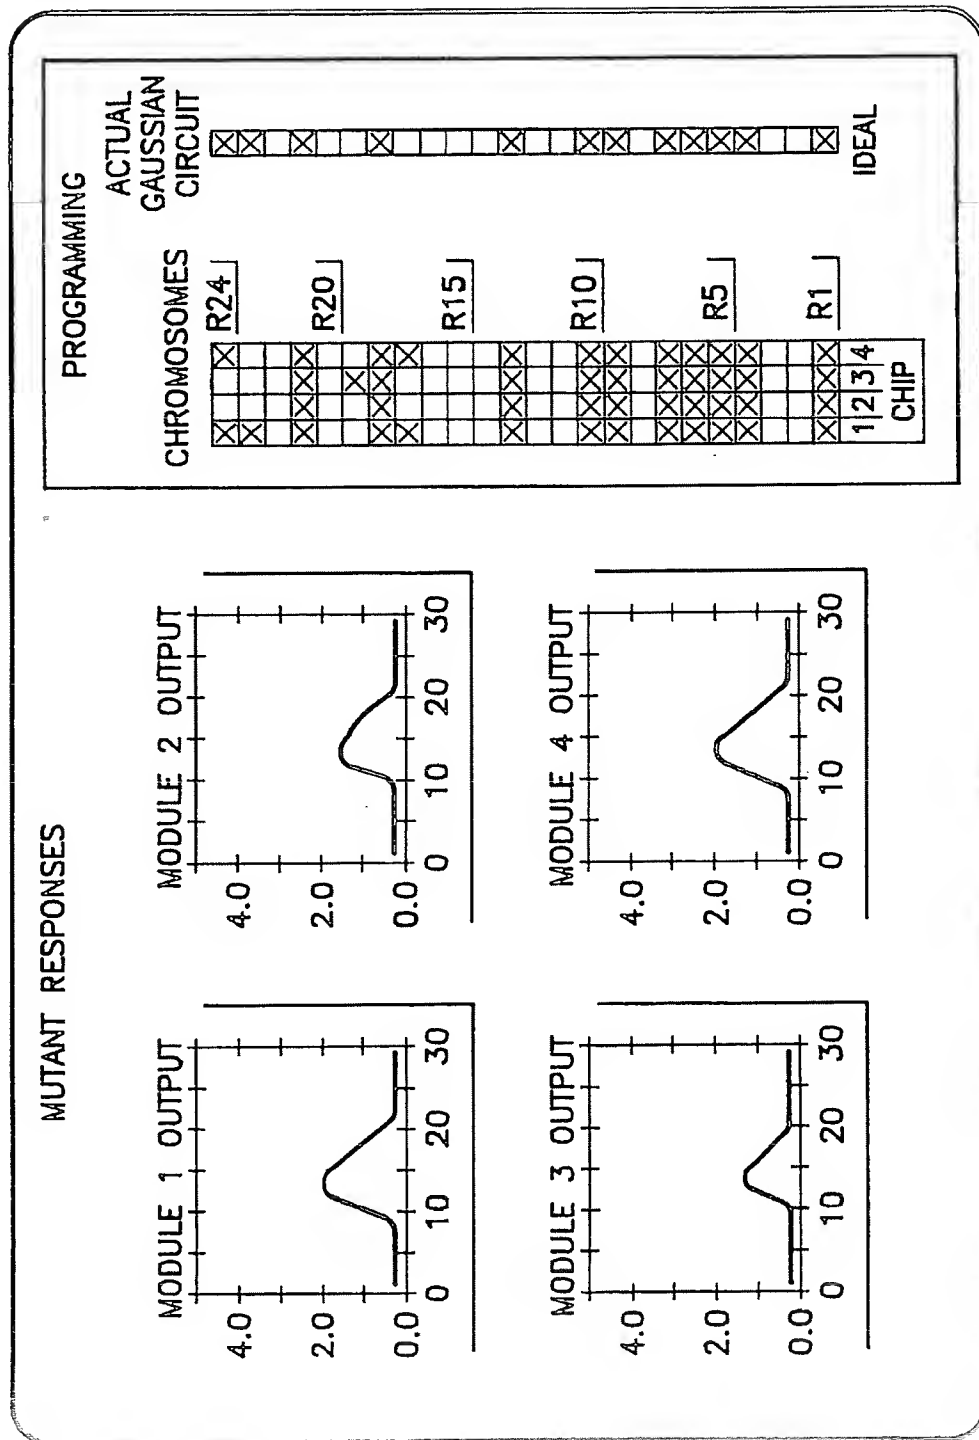 MUTANT RESPONSES
MODULE 1 OUTPUT
4.0
2.0
0.0
0 10 20 30
MODULE 2 OUTPUT
4.0
2.0
0.0
0 10 20 30
MODULE 3 OUTPUT
4.0
2.0
0.0
0 10 20 30
MODULE 4 OUTPUT
4.0
2.0
0.0
0 10 20 30
PROGRAMMING
CHROMOSOMES
ACTUAL
GAUSSIAN
CIRCUIT
R24
R20
R15
R10
R5
R1
1 2 3 4
CHIP
IDEAL